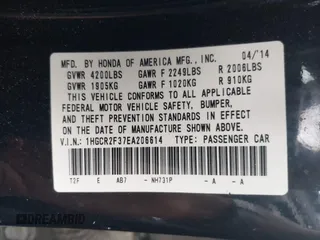 MFD. BY HONDA OF AMERICA MFG., INC. 04/14
GVWR 4200LBS GAWR F 2249LBS R 2006LBS
GVWR 1905KG GAWR F 1020KG R 910KG
THIS VEHICLE CONFORMS TO ALL APPLICABLE
FEDERAL MOTOR VEHICLE SAFETY, BUMPER,
AND THEFT PREVENTION STANDARDS IN EFFECT
ON THE DATE OF MANUFACTURE SHOWN ABOVE.
V.I.N.: 1HGCR2F37EA206614 TYPE: PASSENGER CAR
T2F E AB7 - NH731P - A - A
DREAMBID